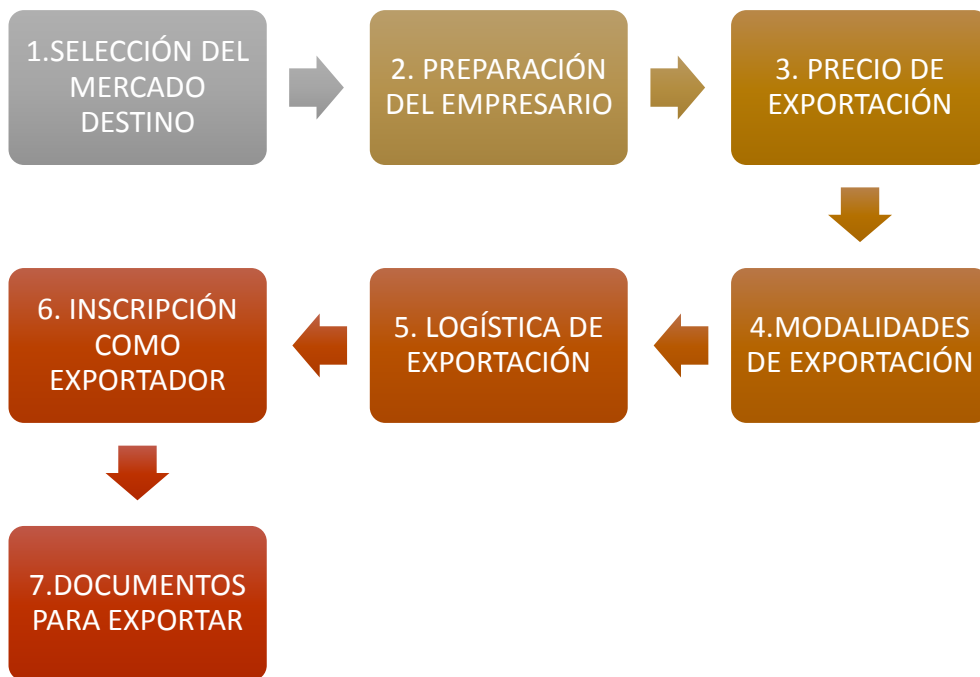 1.SELECCIÓN DEL
MERCADO
DESTINO
2. PREPARACIÓN
DEL EMPRESARIO
3. PRECIO DE
EXPORTACIÓN
4.MODALIDADES
DE EXPORTACIÓN
5. LOGÍSTICA DE
EXPORTACIÓN
6. INSCRIPCIÓN
COMO
EXPORTADOR
7.DOCUMENTOS
PARA EXPORTAR